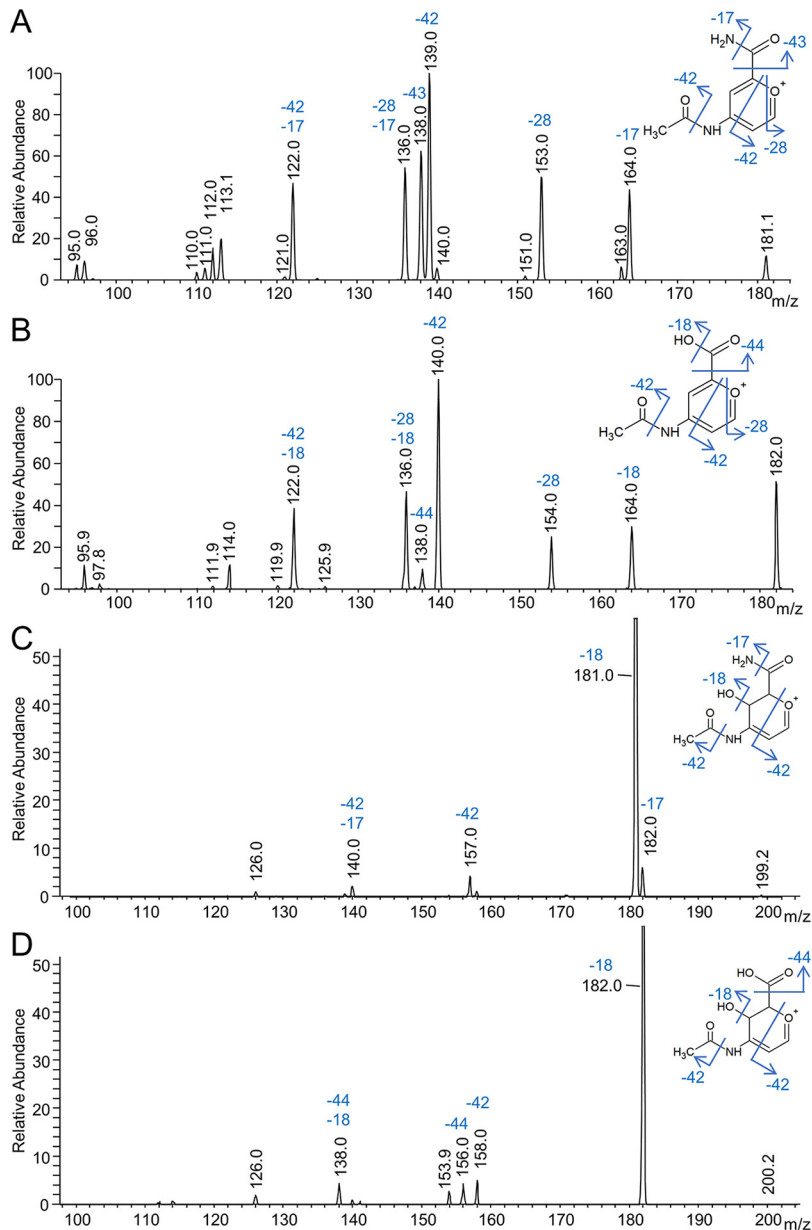 A
-42
139.0
-17
H2N
O
-43
O+
-42
O
H3C
NH
-42
-28
Relative Abundance
100
80
60
40
20
0
95.0
96.0
110.0
111.0
112.0
113.1
-42
-17
122.0
121.0
-28
-17
136.0
-43
138.0
140.0
151.0
-28
153.0
163.0
-17
164.0
181.1
100 110 120 130 140 150 160 170 180
m/z
B
-42
140.0
-18
HO
O
-44
O+
-42
O
H3C
NH
-42
-28
Relative Abundance
100
80
60
40
20
0
95.9
97.8
111.9
114.0
119.9
-42
-18
122.0
125.9
-28
-18
136.0
-44
138.0
-28
154.0
-18
164.0
182.0
100 110 120 130 140 150 160 170 180
m/z
C
-18
181.0
-17
H2N
O
-18
HO
O+
O
H3C
NH
-42
-42
Relative Abundance
50
40
30
20
10
0
126.0
-42
-17
140.0
-42
157.0
-17
182.0
199.2
100 110 120 130 140 150 160 170 180 190 200
m/z
D
-18
182.0
-44
HO
O
-18
HO
O+
O
H3C
NH
-42
-42
Relative Abundance
50
40
30
20
10
0
126.0
-44
-18
138.0
153.9
-44
156.0
-42
158.0
200.2
100 110 120 130 140 150 160 170 180 190 200
m/z